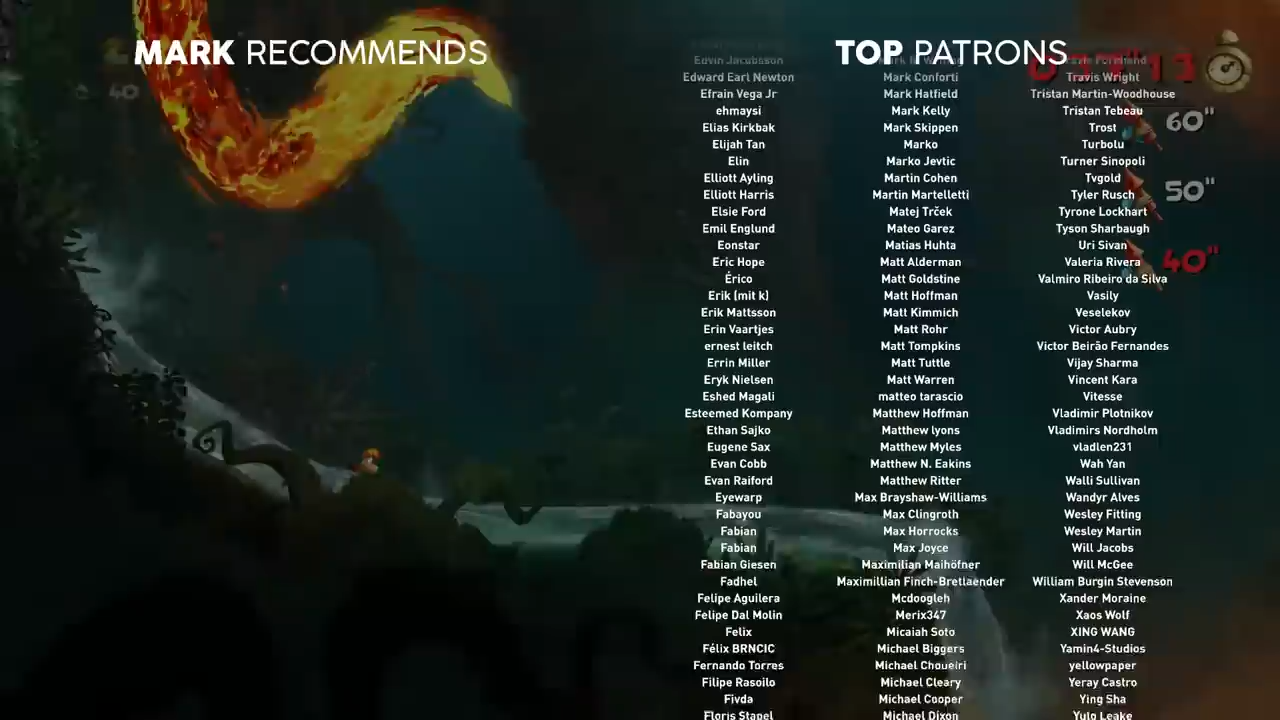 MARK RECOMMENDS
TOP PATRONS
40
60"
50"
40"
Edvin Jacobsson
Edward Earl Newton
Efrain Vega Jr
ehmaysi
Elias Kirkbak
Elijah Tan
Elin
Elliott Ayling
Elliott Harris
Elsie Ford
Emil Englund
Eonstar
Eric Hope
Érico
Erik (mit k)
Erik Mattsson
Erin Vaartjes
ernest leitch
Errin Miller
Eryk Nielsen
Eshed Magali
Esteemed Kompany
Ethan Sajko
Eugene Sax
Evan Cobb
Evan Raiford
Eyewarp
Fabayou
Fabian
Fabian
Fabian Giesen
Fadhel
Felipe Aguilera
Felipe Dal Molin
Felix
Félix BRNCIC
Fernando Torres
Filipe Rasoilo
Fivda
Floris Stapel
Mark Conforti
Mark Hatfield
Mark Kelly
Mark Skippen
Marko
Marko Jevtic
Martin Cohen
Martin Martelletti
Matej Trček
Mateo Garez
Matias Huhta
Matt Alderman
Matt Goldstine
Matt Hoffman
Matt Kimmich
Matt Rohr
Matt Tompkins
Matt Tuttle
Matt Warren
matteo tarascio
Matthew Hoffman
Matthew lyons
Matthew Myles
Matthew N. Eakins
Matthew Ritter
Max Brayshaw-Williams
Max Clingroth
Max Horrocks
Max Joyce
Maximilian Maihöfner
Maximillian Finch-Bretlaender
Mcdoogleh
Merix347
Micaiah Soto
Michael Biggers
Michael Choueiri
Michael Cleary
Michael Cooper
Michael Dixon
Travis Wright
Tristan Martin-Woodhouse
Tristan Tebeau
Trost
Turbolu
Turner Sinopoli
Tvgold
Tyler Rusch
Tyrone Lockhart
Tyson Sharbaugh
Uri Sivan
Valeria Rivera
Valmiro Ribeiro da Silva
Vasily
Veselekov
Victor Aubry
Victor Beirão Fernandes
Vijay Sharma
Vincent Kara
Vitesse
Vladimir Plotnikov
Vladimirs Nordholm
vladlen231
Wah Yan
Walli Sullivan
Wandyr Alves
Wesley Fitting
Wesley Martin
Will Jacobs
Will McGee
William Burgin Stevenson
Xander Moraine
Xaos Wolf
XING WANG
Yamin4-Studios
yellowpaper
Yeray Castro
Ying Sha
Yuto Leake